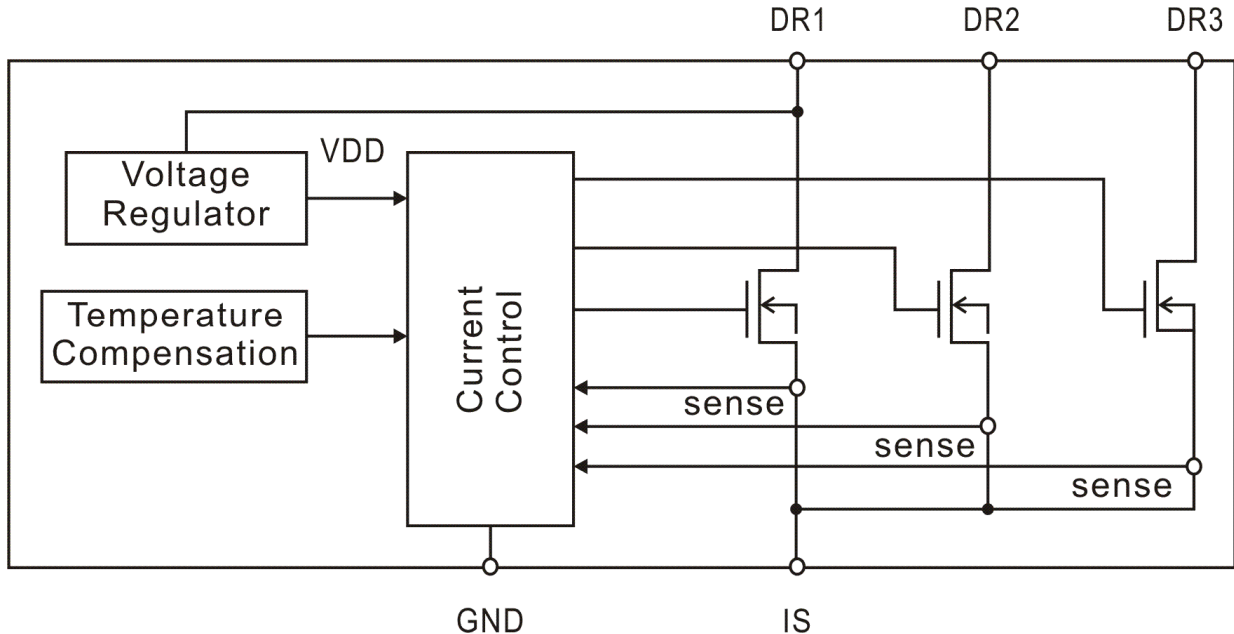 DR1
DR2
DR3
VDD
Voltage
Regulator
Temperature
Compensation
Current
Control
sense
sense
sense
GND
IS